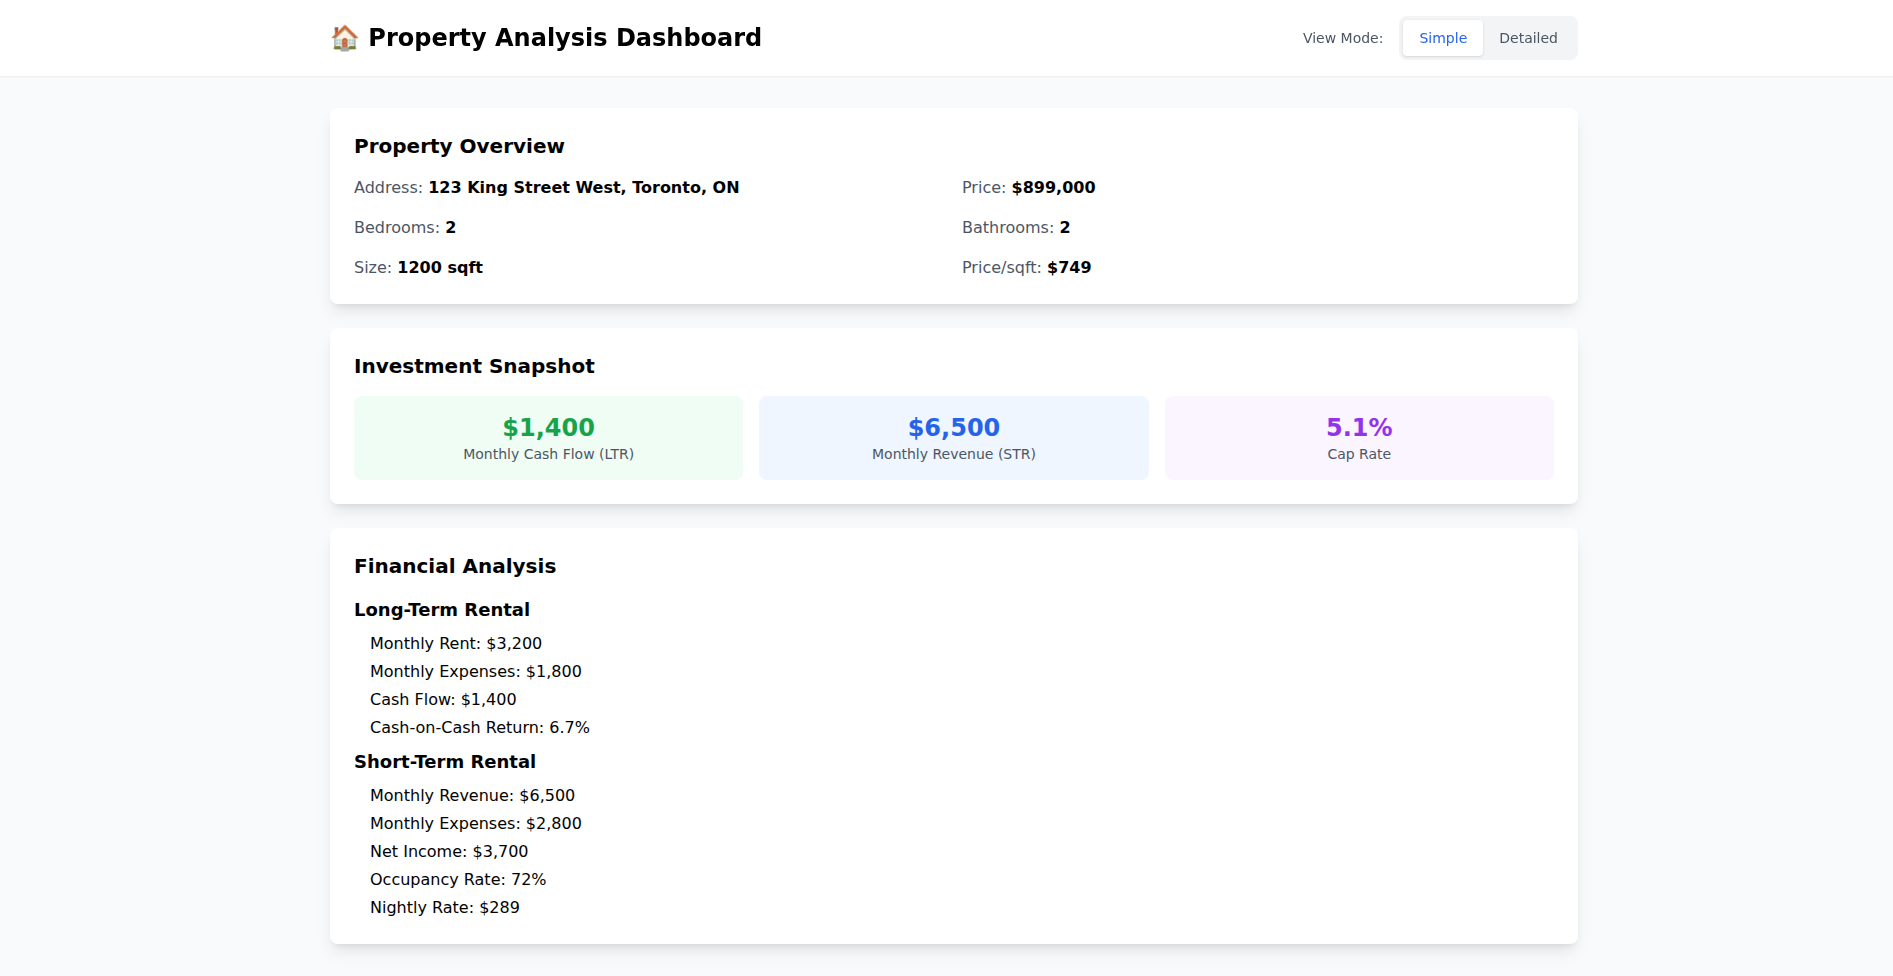 🏠 Property Analysis Dashboard
View Mode: Simple Detailed
Property Overview
Address: 123 King Street West, Toronto, ON
Price: $899,000
Bedrooms: 2
Bathrooms: 2
Size: 1200 sqft
Price/sqft: $749
Investment Snapshot
$1,400
Monthly Cash Flow (LTR)
$6,500
Monthly Revenue (STR)
5.1%
Cap Rate
Financial Analysis
Long-Term Rental
Monthly Rent: $3,200
Monthly Expenses: $1,800
Cash Flow: $1,400
Cash-on-Cash Return: 6.7%
Short-Term Rental
Monthly Revenue: $6,500
Monthly Expenses: $2,800
Net Income: $3,700
Occupancy Rate: 72%
Nightly Rate: $289